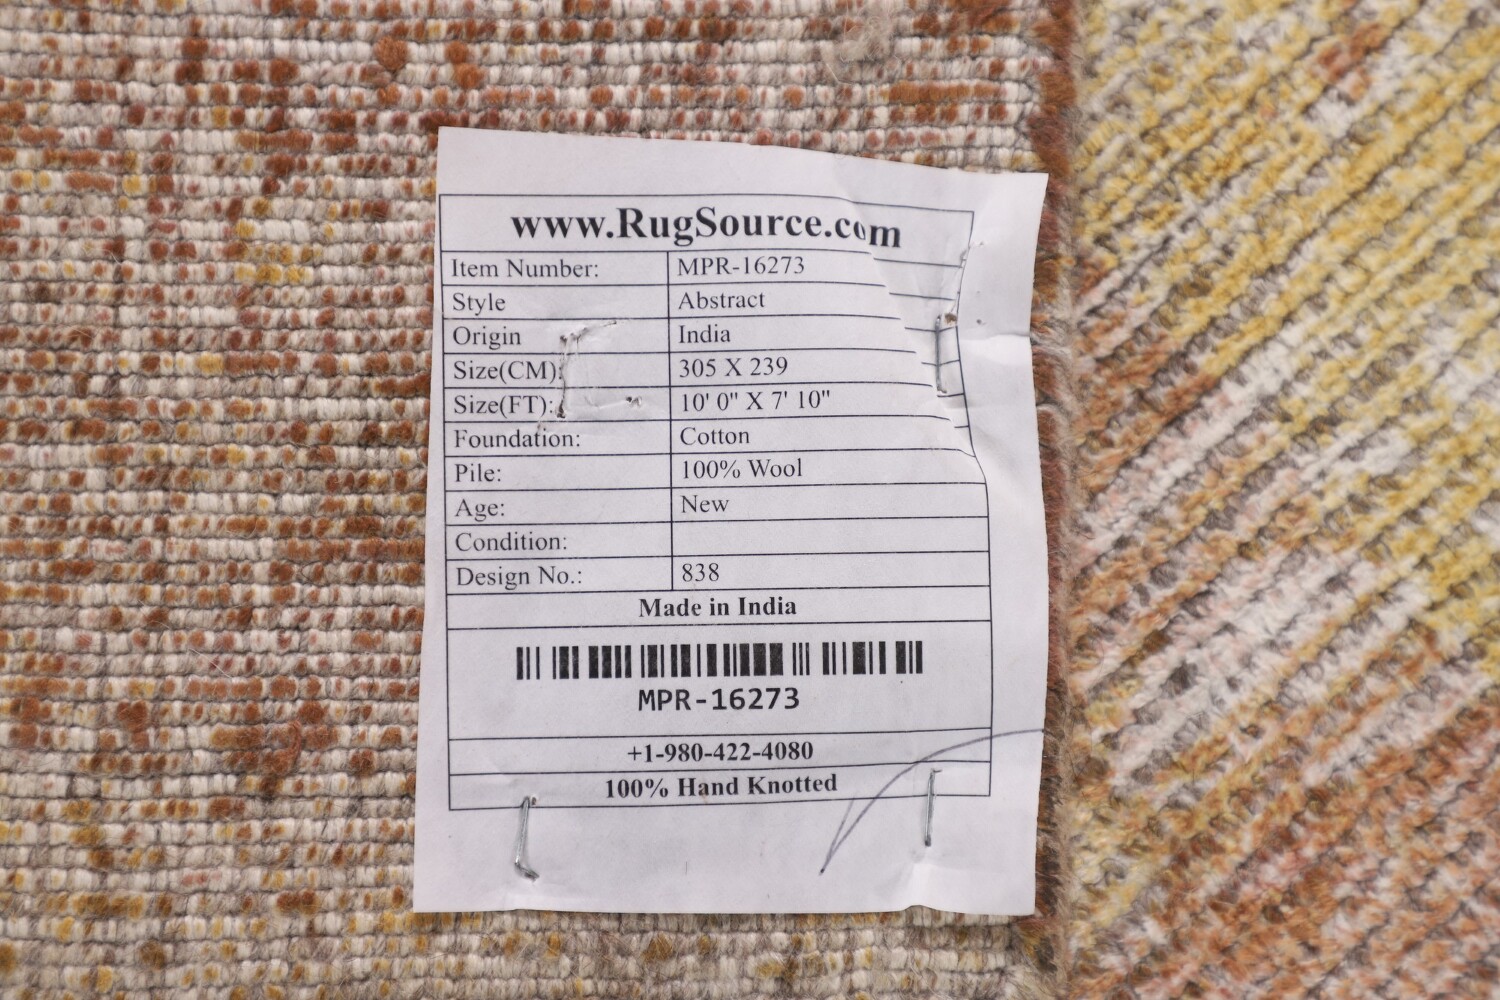 www.RugSource.com
Item Number: MPR-16273
Style Abstract
Origin India
Size(CM): 305 X 239
Size(FT): 10' 0" X 7' 10"
Foundation: Cotton
Pile: 100% Wool
Age: New
Condition:
Design No.: 838
Made in India
MPR-16273
+1-980-422-4080
100% Hand Knotted